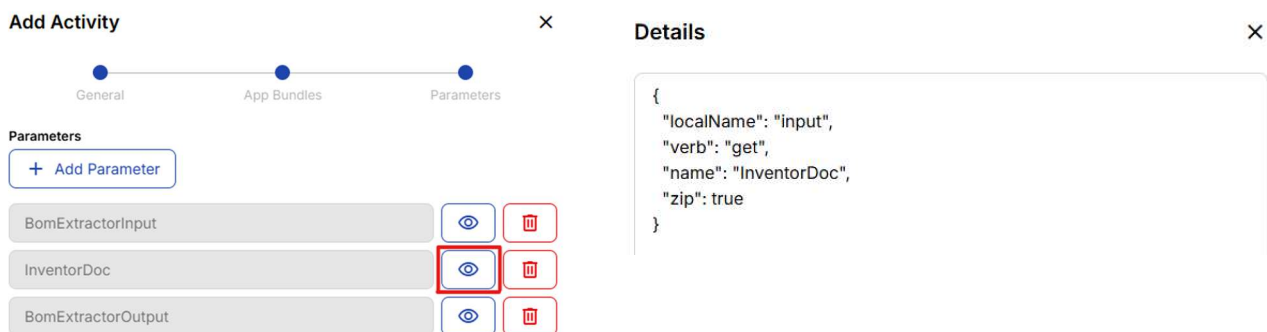 Add Activity
General
App Bundles
Parameters
Parameters
+ Add Parameter
BomExtractorInput
InventorDoc
BomExtractorOutput
Details
{
"localName": "input",
"verb": "get",
"name": "InventorDoc",
"zip": true
}